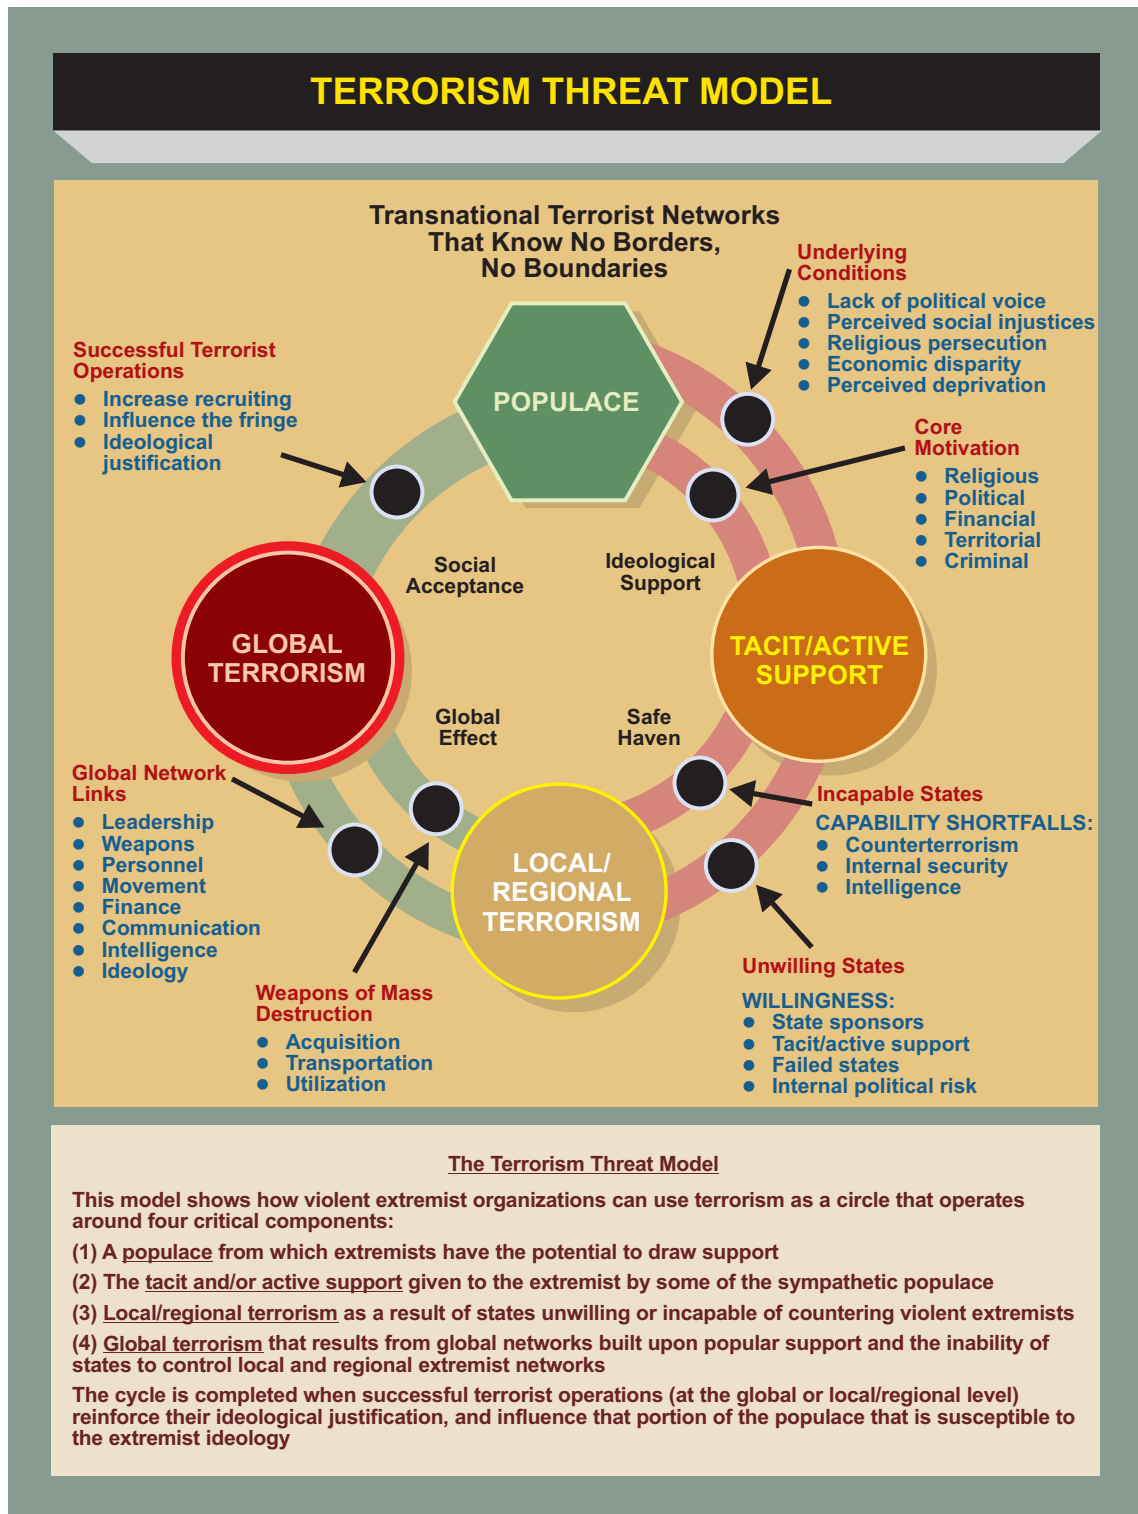 TERRORISM THREAT MODEL
Transnational Terrorist Networks
That Know No Borders,
No Boundaries
Underlying
Conditions
● Lack of political voice
● Perceived social injustices
● Religious persecution
● Economic disparity
● Perceived deprivation
Successful Terrorist
Operations
● Increase recruiting
● Influence the fringe
● Ideological
justification
POPULACE
Core
Motivation
● Religious
● Political
● Financial
● Territorial
● Criminal
Social
Acceptance
Ideological
Support
GLOBAL
TERRORISM
TACIT/ACTIVE
SUPPORT
Global
Effect
Safe
Haven
Global Network
Links
● Leadership
● Weapons
● Personnel
● Movement
● Finance
● Communication
● Intelligence
● Ideology
Incapable States
CAPABILITY SHORTFALLS:
● Counterterrorism
● Internal security
● Intelligence
LOCAL/
REGIONAL
TERRORISM
Unwilling States
WILLINGNESS:
● State sponsors
● Tacit/active support
● Failed states
● Internal political risk
Weapons of Mass
Destruction
● Acquisition
● Transportation
● Utilization
The Terrorism Threat Model
This model shows how violent extremist organizations can use terrorism as a circle that operates
around four critical components:
(1) A populace from which extremists have the potential to draw support
(2) The tacit and/or active support given to the extremist by some of the sympathetic populace
(3) Local/regional terrorism as a result of states unwilling or incapable of countering violent extremists
(4) Global terrorism that results from global networks built upon popular support and the inability of
states to control local and regional extremist networks
The cycle is completed when successful terrorist operations (at the global or local/regional level)
reinforce their ideological justification, and influence that portion of the populace that is susceptible to
the extremist ideology